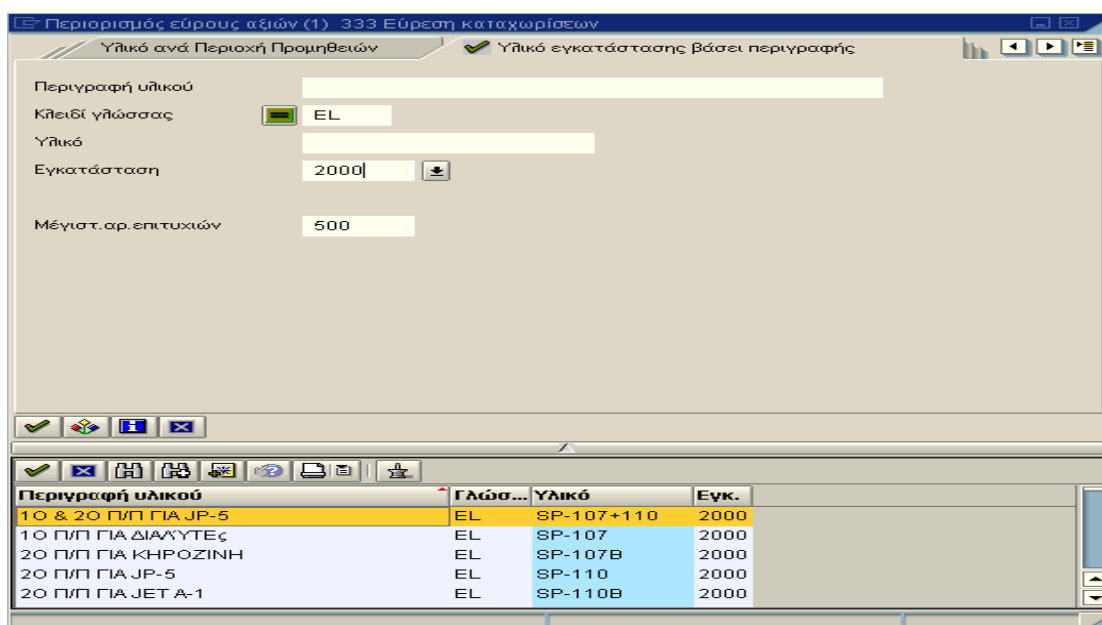 Περιορισμός εύρους αξιών (1) 333 Εύρεση καταχωρίσεων
Υλικό ανά Περιοχή Προμηθειών
Υλικό εγκατάστασης βάσει περιγραφής
Περιγραφή υλικού
Κλειδί γλώσσας = EL
Υλικό
Εγκατάσταση 2000
Μέγιστ.αρ.επιτυχιών 500
Περιγραφή υλικού Γλώσ... Υλικό Εγκ.
1Ο & 2Ο Π/Π ΓΙΑ JP-5 EL SP-107+110 2000
1Ο Π/Π ΓΙΑ ΔΙΑΛΥΤΕς EL SP-107 2000
2Ο Π/Π ΓΙΑ ΚΗΡΟΖΙΝΗ EL SP-107B 2000
2Ο Π/Π ΓΙΑ JP-5 EL SP-110 2000
2Ο Π/Π ΓΙΑ JET A-1 EL SP-110B 2000